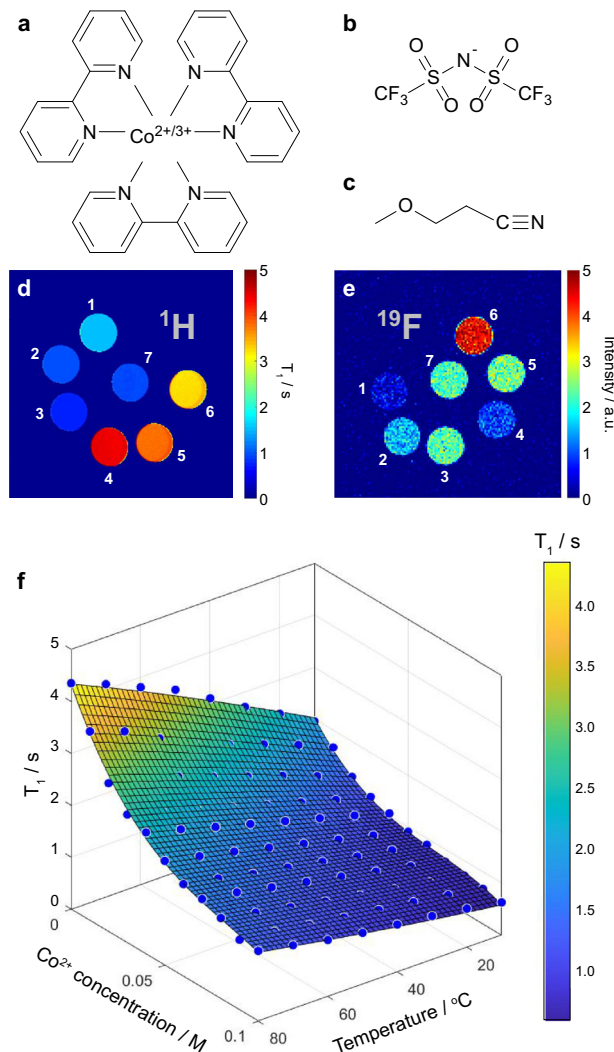 a
N
N
N
N
Co2+/3+
N
N
b
O
O
N-
S
S
CF3
O
O
CF3
c
O
C≡N
d
1H
1
2
3
4
5
6
7
5
4
3
2
1
0
T1 / s
e
19F
1
2
3
4
5
6
7
5
4
3
2
1
0
Intensity / a.u.
f
T1 / s
5
4
3
2
1
0
T1 / s
0
0.05
0.1
Co2+ concentration / M
80
60
40
20
Temperature / oC
4.0
3.5
3.0
2.5
2.0
1.5
1.0